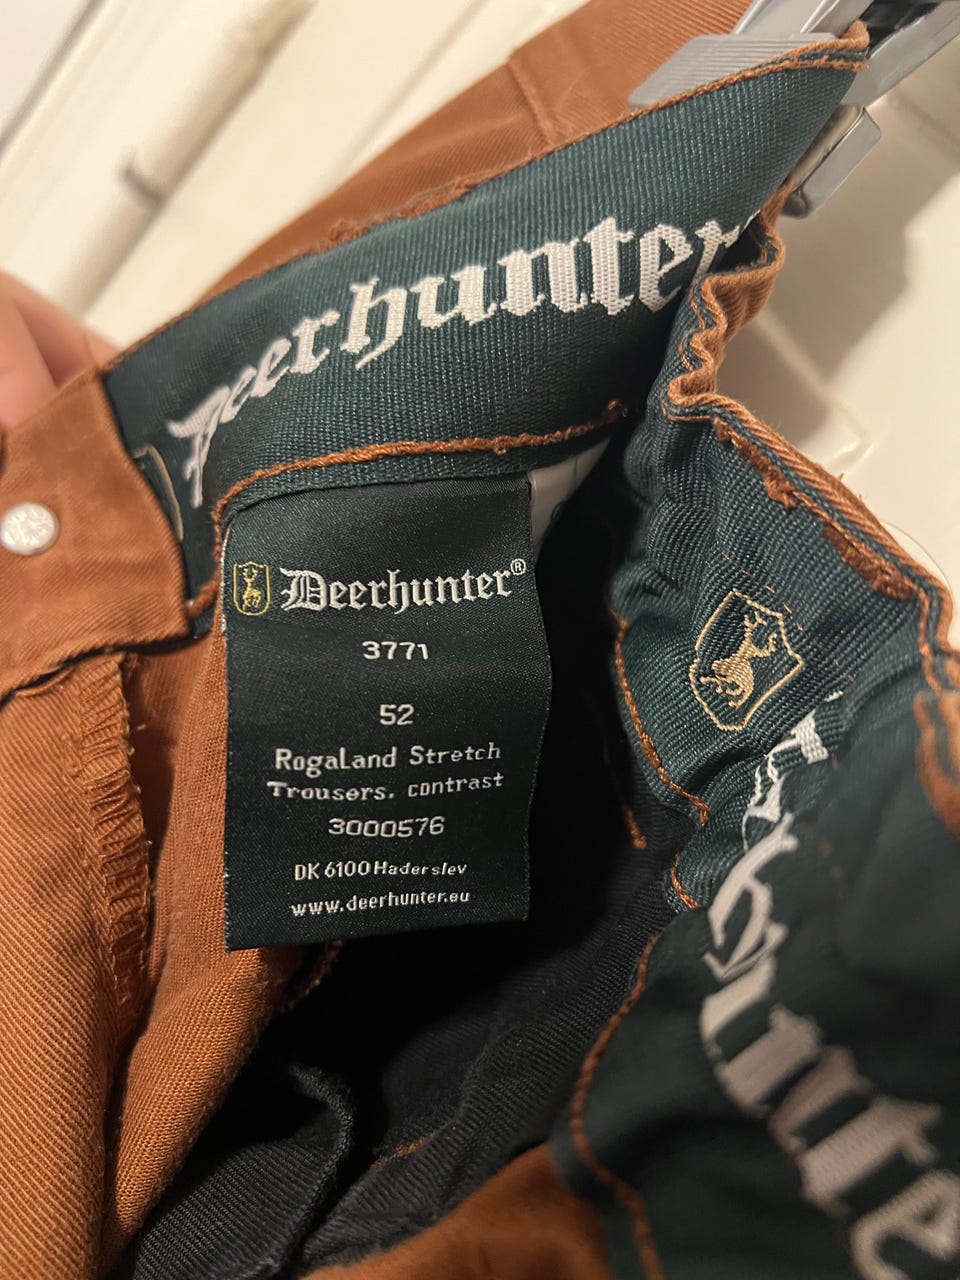 Deerhunter
Deerhunter®
3771
52
Rogaland Stretch
Trousers, contrast
3000576
DK 6100 Haderslev
www.deerhunter.eu